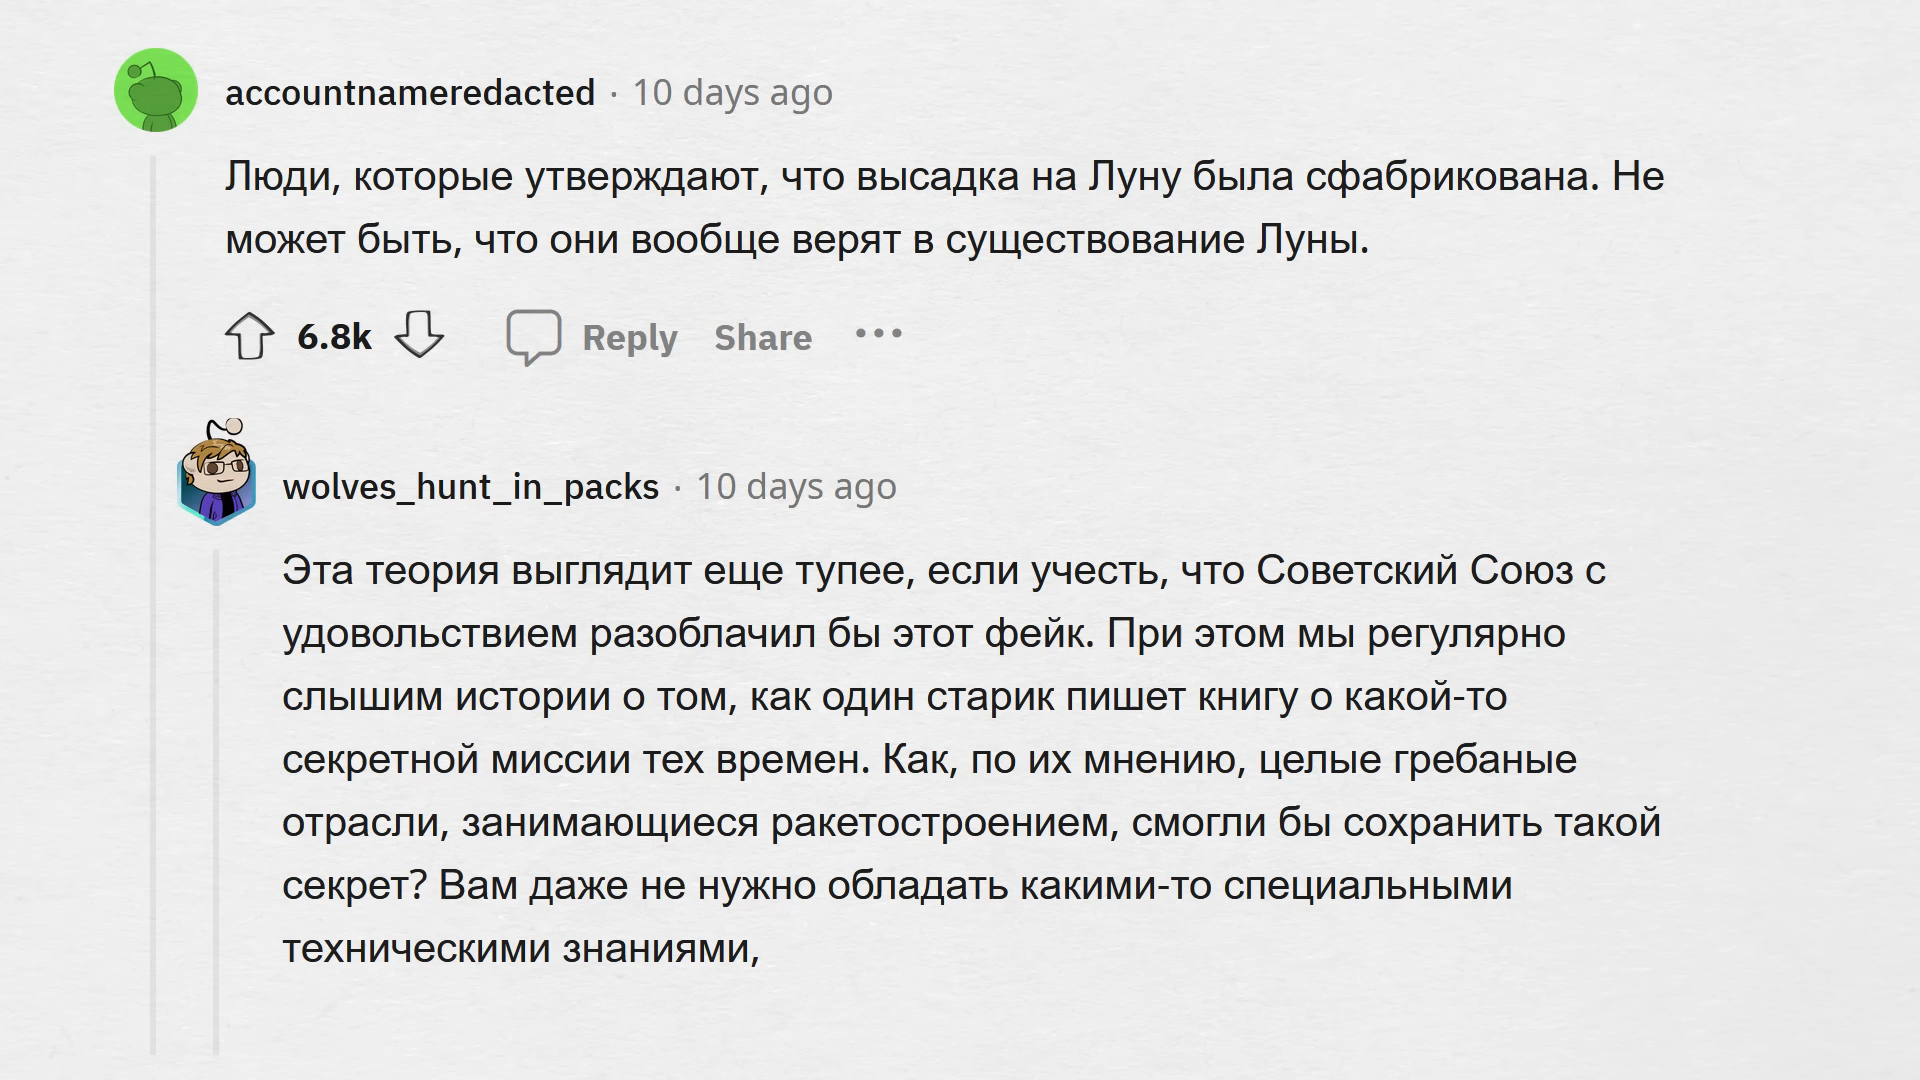 accountnameredacted · 10 days ago
Люди, которые утверждают, что высадка на Луну была сфабрикована. Не
может быть, что они вообще верят в существование Луны.
6.8k Reply Share •••
wolves_hunt_in_packs · 10 days ago
Эта теория выглядит еще тупее, если учесть, что Советский Союз с
удовольствием разоблачил бы этот фейк. При этом мы регулярно
слышим истории о том, как один старик пишет книгу о какой-то
секретной миссии тех времен. Как, по их мнению, целые гребаные
отрасли, занимающиеся ракетостроением, смогли бы сохранить такой
секрет? Вам даже не нужно обладать какими-то специальными
техническими знаниями,